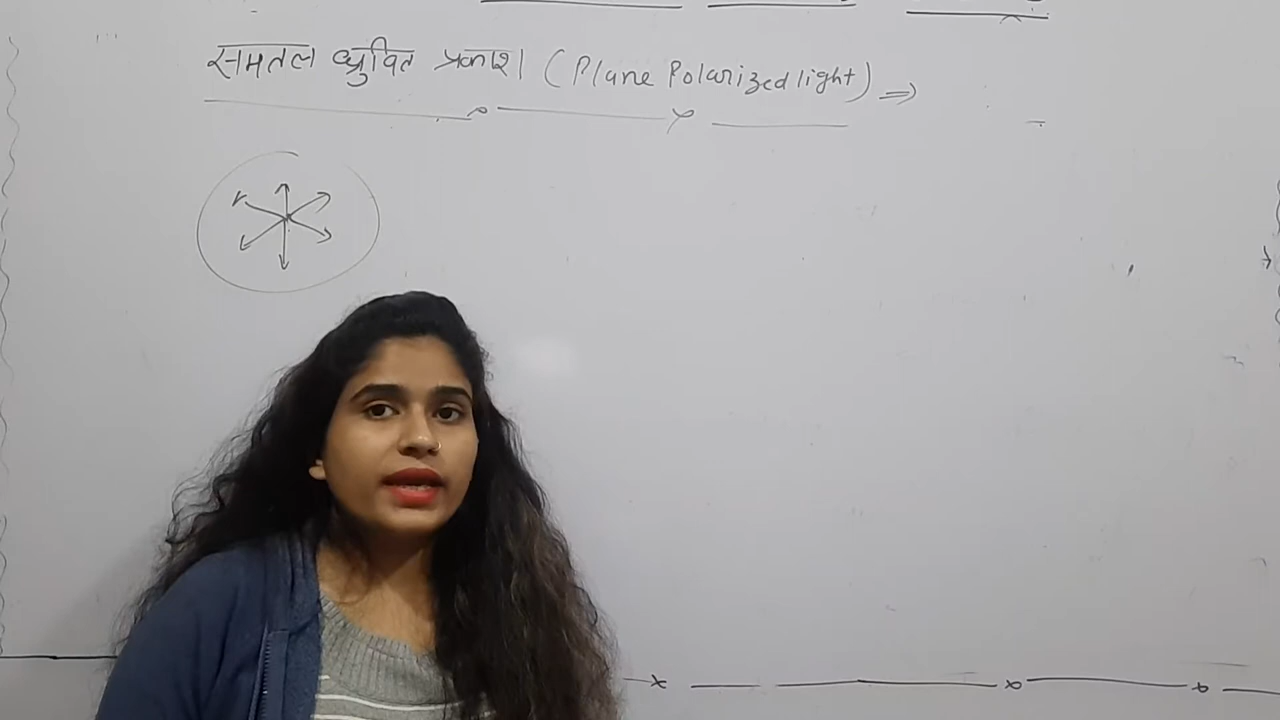 समतल ध्रुवित प्रकाश (Plane Polarized light) ⇒